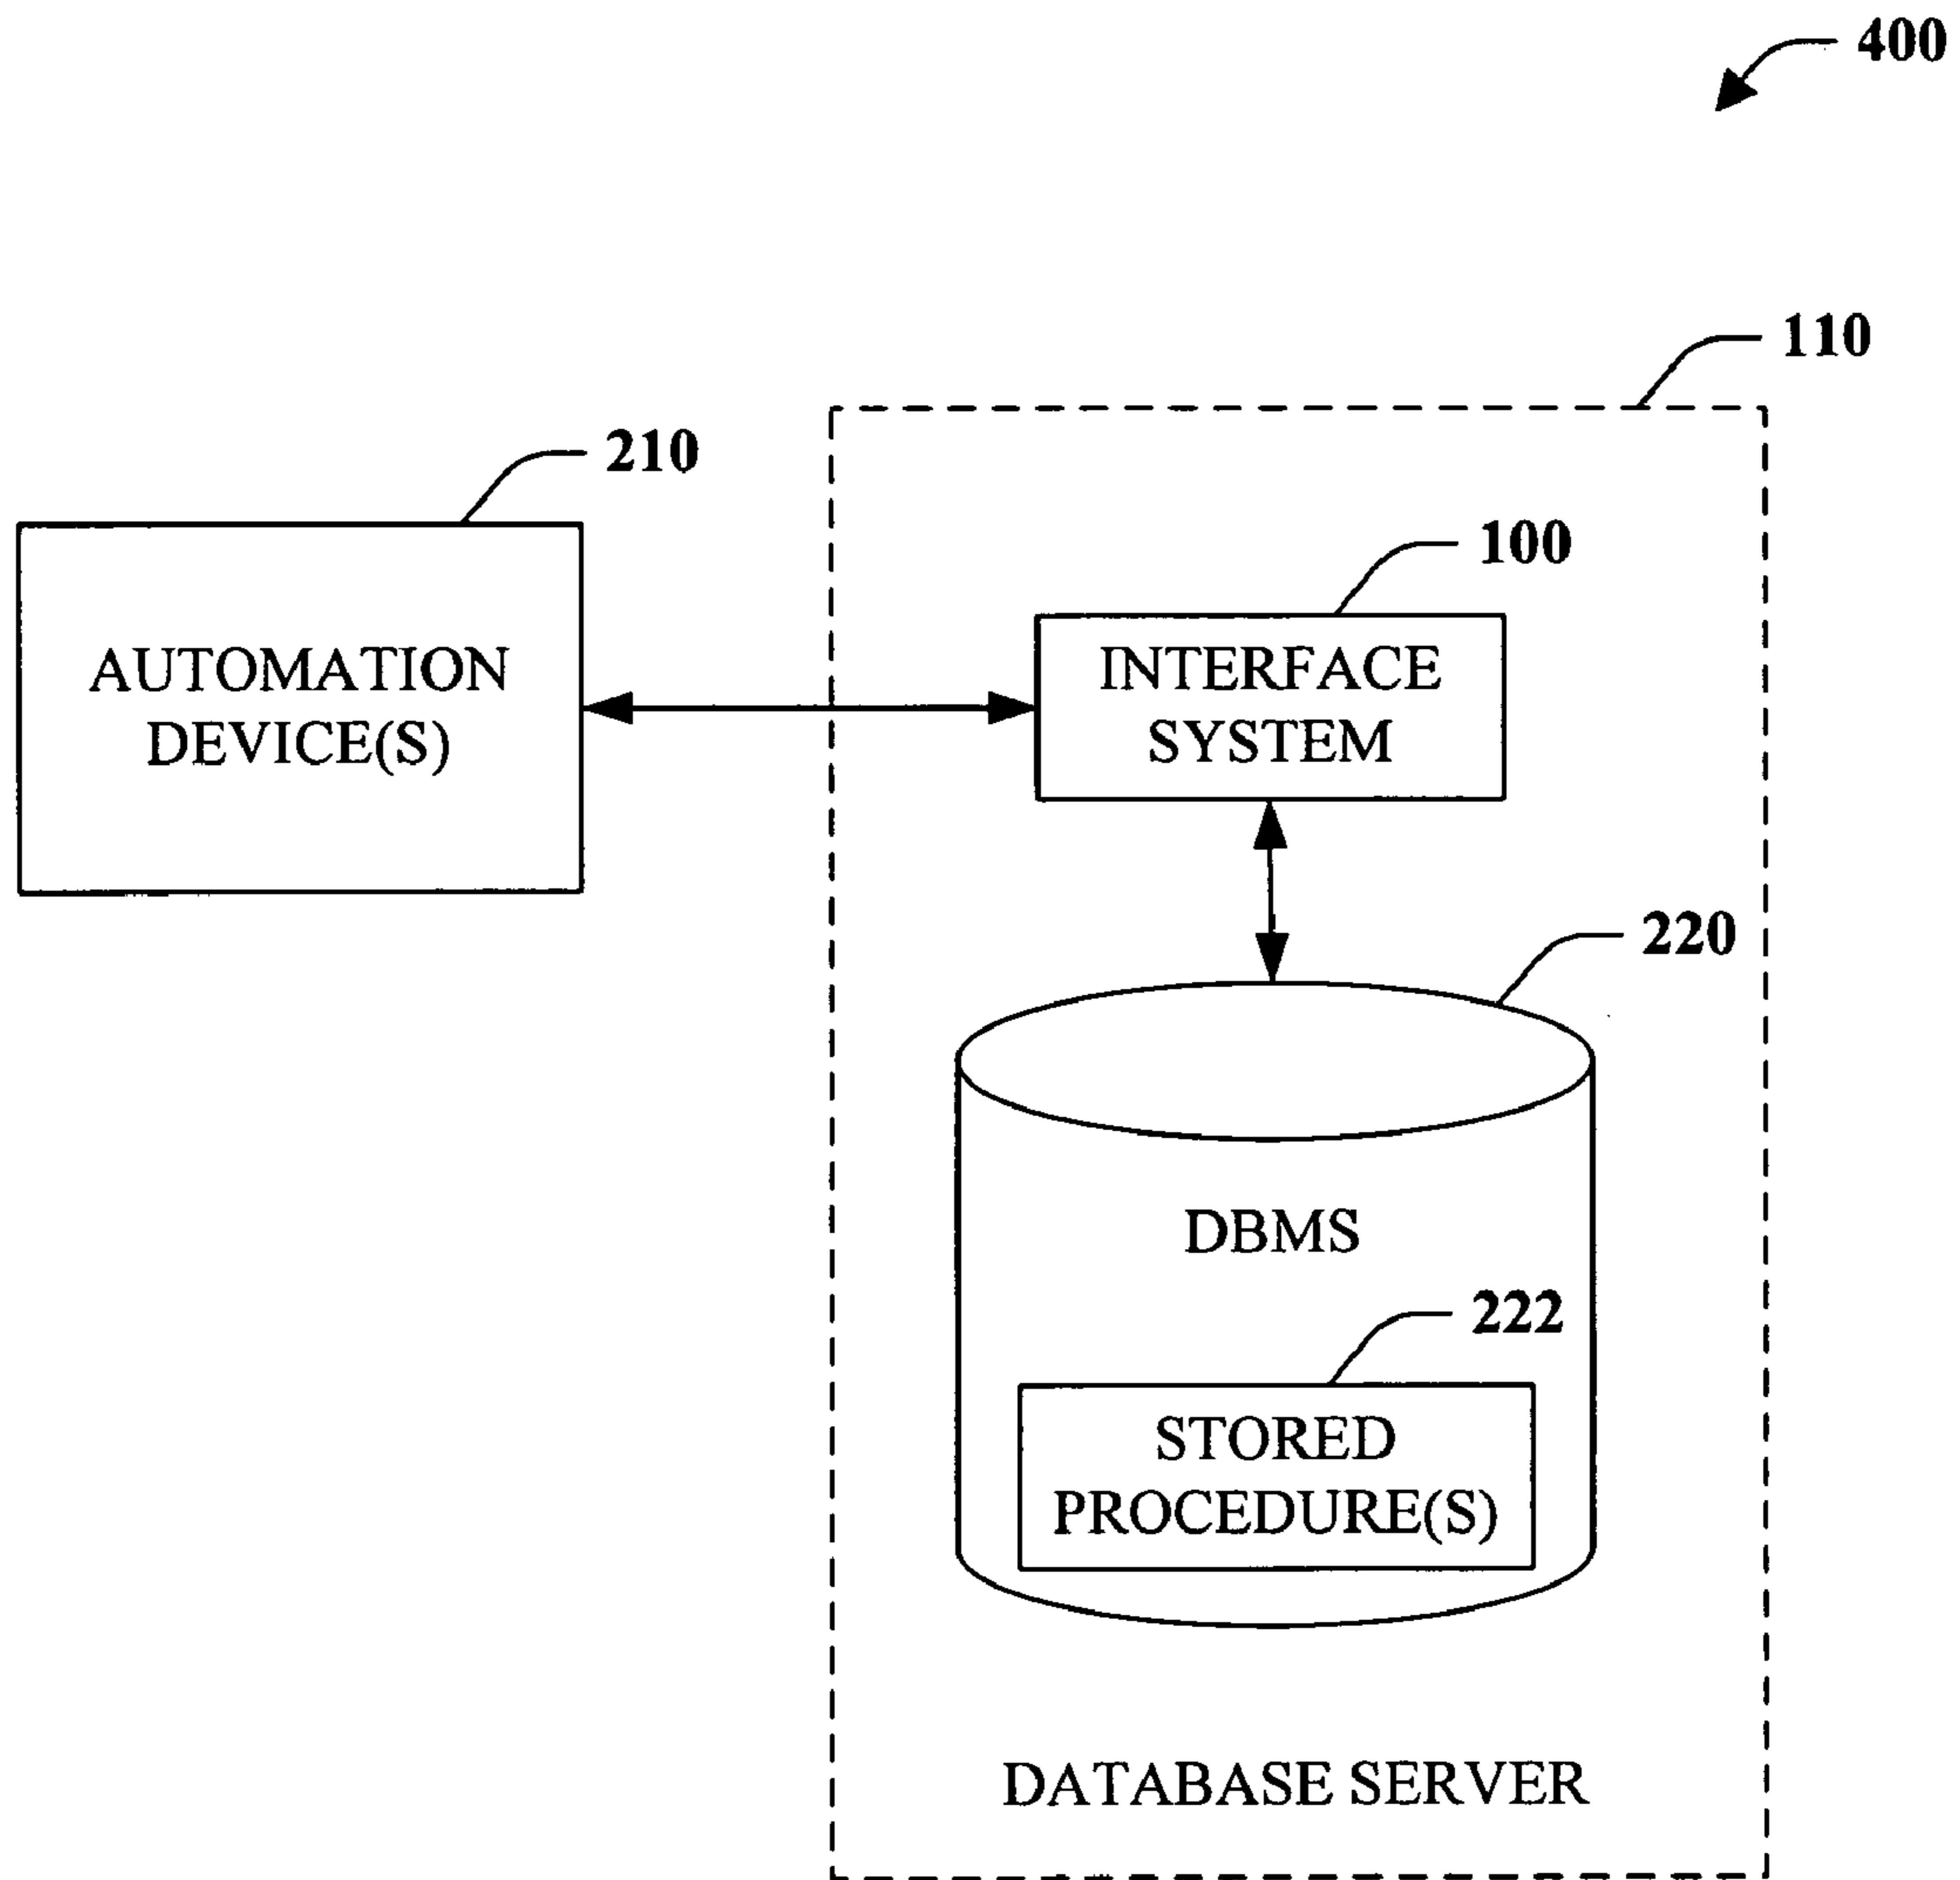 400
110
210
100
AUTOMATION
DEVICE(S)
INTERFACE
SYSTEM
220
DBMS
222
STORED
PROCEDURE(S)
DATABASE SERVER